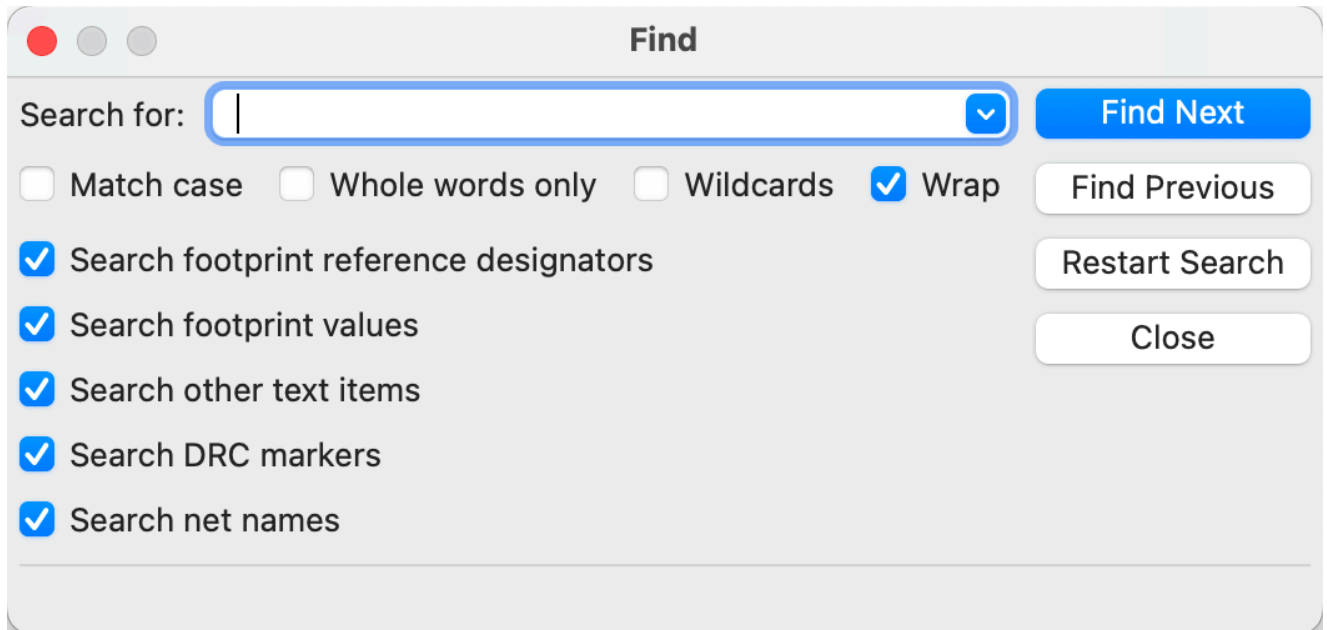 Find
Search for: Find Next
Match case Whole words only Wildcards Wrap Find Previous
Search footprint reference designators Restart Search
Search footprint values Close
Search other text items
Search DRC markers
Search net names